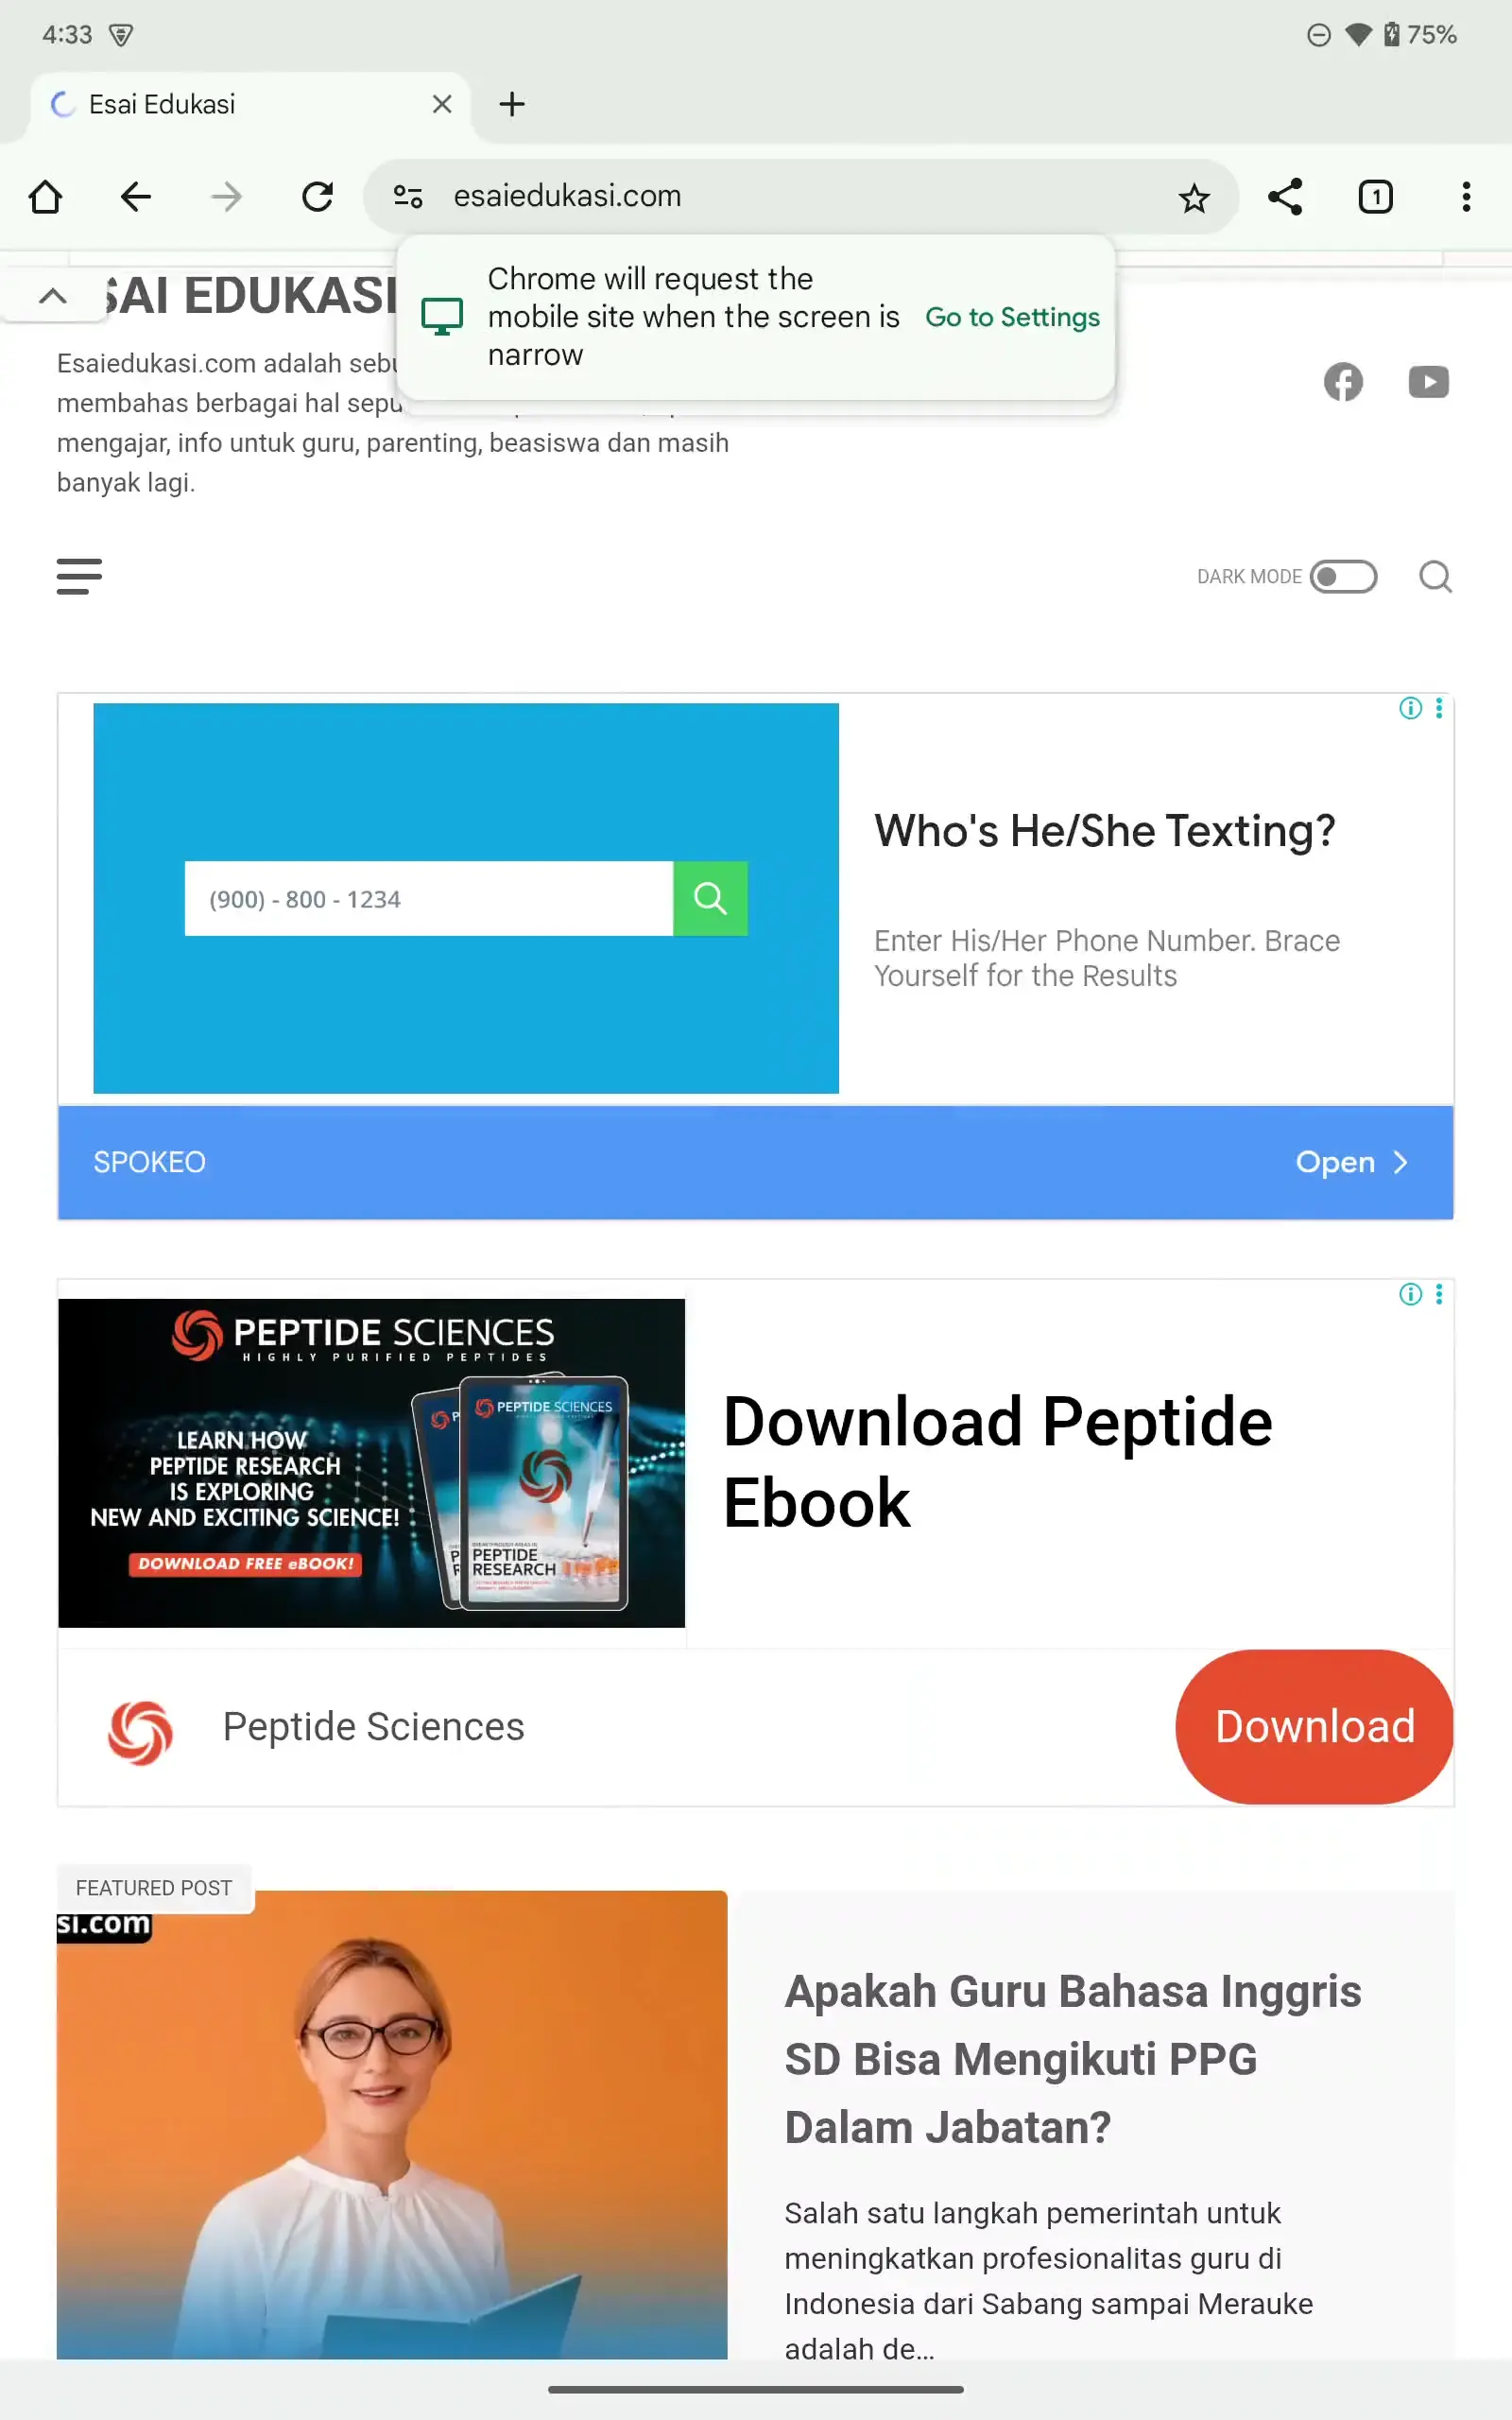 4:33
75%
Esai Edukasi
esaiedukasi.com
1
SAI EDUKASI
Chrome will request the
mobile site when the screen is
narrow
Go to Settings
Esaiedukasi.com adalah
membahas berbagai hal
mengajar, info untuk guru, parenting, beasiswa dan masih
banyak lagi.
DARK MODE
(900) - 800 - 1234
Who's He/She Texting?
Enter His/Her Phone Number. Brace
Yourself for the Results
SPOKEO
Open
PEPTIDE SCIENCES
HIGHLY PURIFIED PEPTIDES
LEARN HOW
PEPTIDE RESEARCH
IS EXPLORING
NEW AND EXCITING SCIENCE!
DOWNLOAD FREE eBOOK!
PEPTIDE SCIENCES
PEPTIDE
RESEARCH
Download Peptide
Ebook
Peptide Sciences
Download
FEATURED POST
si.com
Apakah Guru Bahasa Inggris
SD Bisa Mengikuti PPG
Dalam Jabatan?
Salah satu langkah pemerintah untuk
meningkatkan profesionalitas guru di
Indonesia dari Sabang sampai Merauke
adalah de...